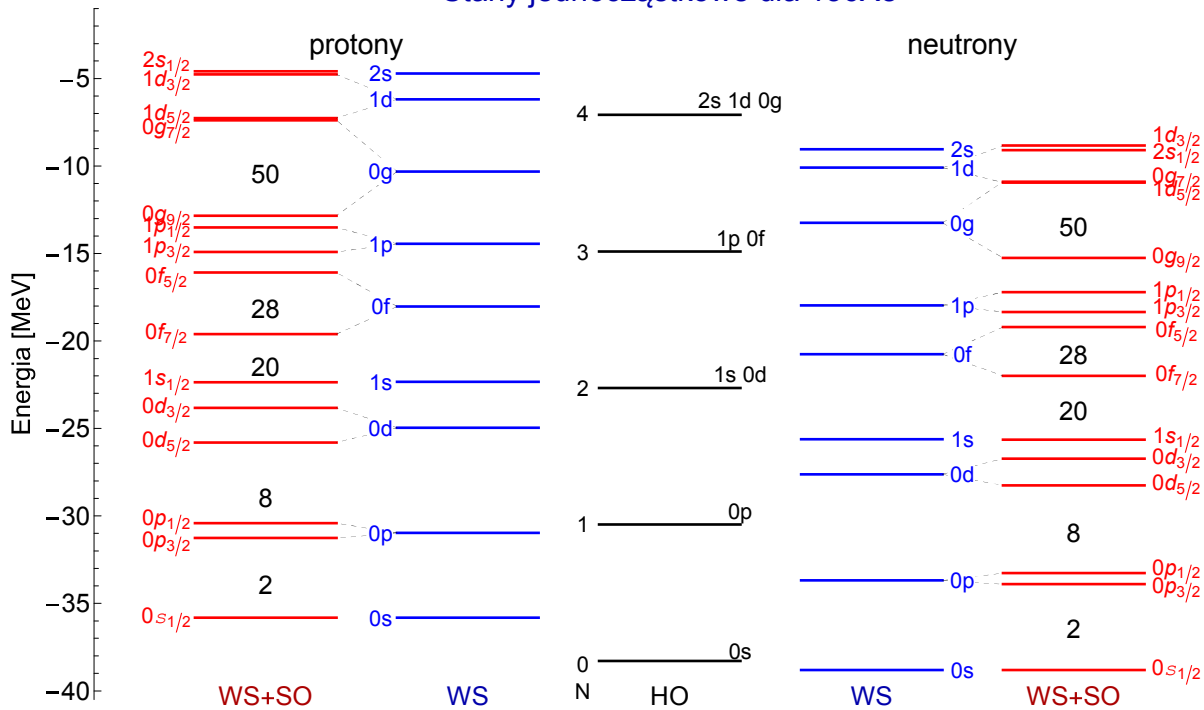 Stany jednocząstkowe dla
protony
neutrony
Energia [MeV]
−5
−10
−15
−20
−25
−30
−35
−40
2s1/2
1d3/2
1d5/2
0g7/2
50
0g9/2
1p1/2
1p3/2
0f5/2
28
0f7/2
20
1s1/2
0d3/2
0d5/2
8
0p1/2
0p3/2
2
0s1/2
WS+SO
2s
1d
0g
1p
0f
1s
0d
0p
0s
WS
4 2s 1d 0g
3 1p 0f
2 1s 0d
1 0p
0 0s
N HO
2s
1d
0g
1p
0f
1s
0d
0p
0s
WS
1d3/2
2s1/2
0g7/2
1d5/2
50
0g9/2
1p1/2
1p3/2
0f5/2
28
0f7/2
20
1s1/2
0d3/2
0d5/2
8
0p1/2
0p3/2
2
0s1/2
WS+SO